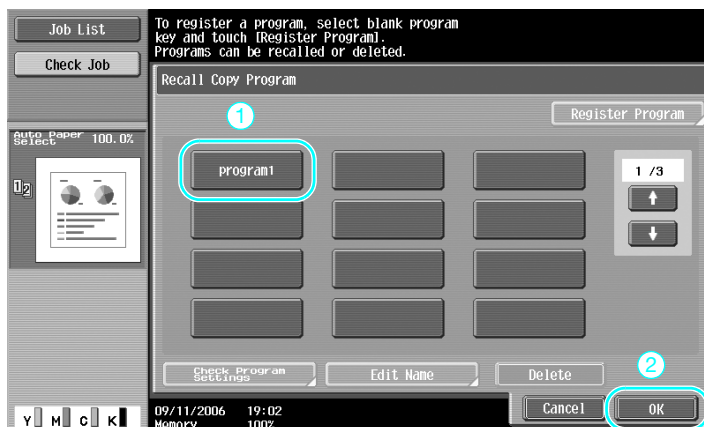 Job List
Check Job
To register a program, select blank program
key and touch [Register Program].
Programs can be recalled or deleted.
Recall Copy Program
1
Register Program
Auto Paper
Select
100.0%
1 2
program1
1 /3
Check Program
Settings
Edit Name
Delete
2
Cancel
OK
Y M C K
09/11/2006 19:02
Memory 100%